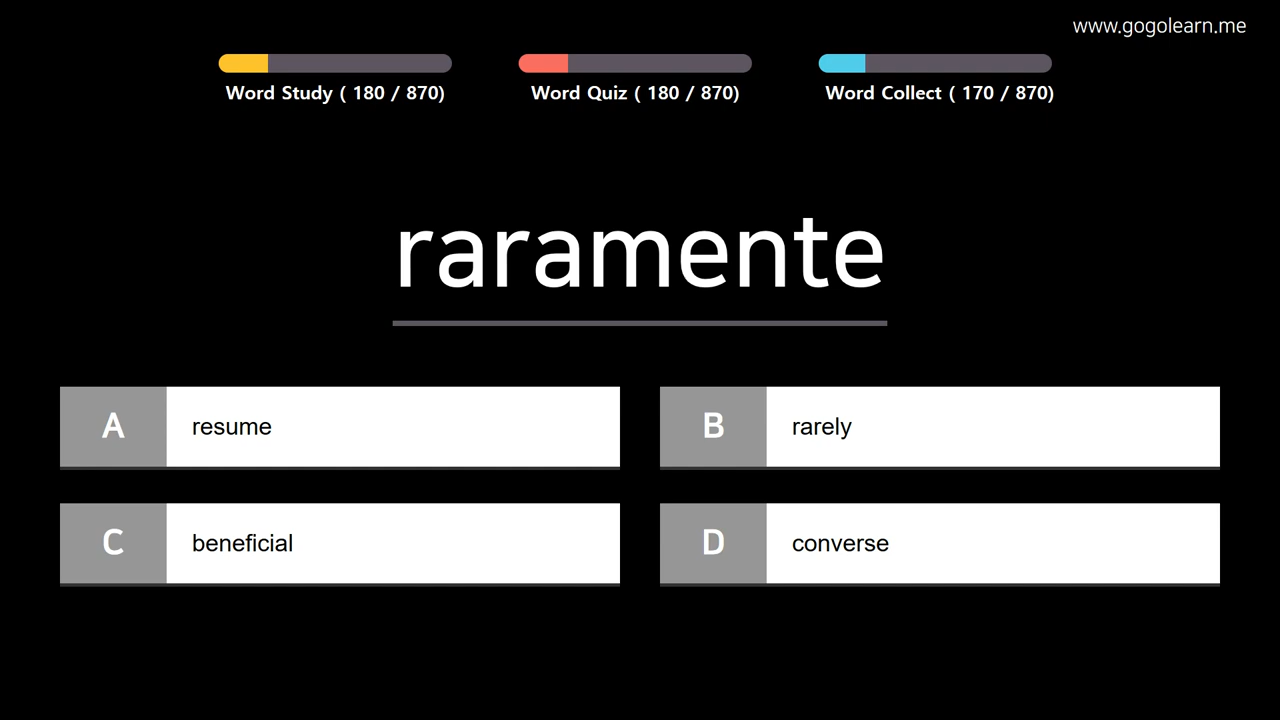 www.gogolearn.me
Word Study ( 180 / 870)
Word Quiz ( 180 / 870)
Word Collect ( 170 / 870)
raramente
A resume
B rarely
C beneficial
D converse